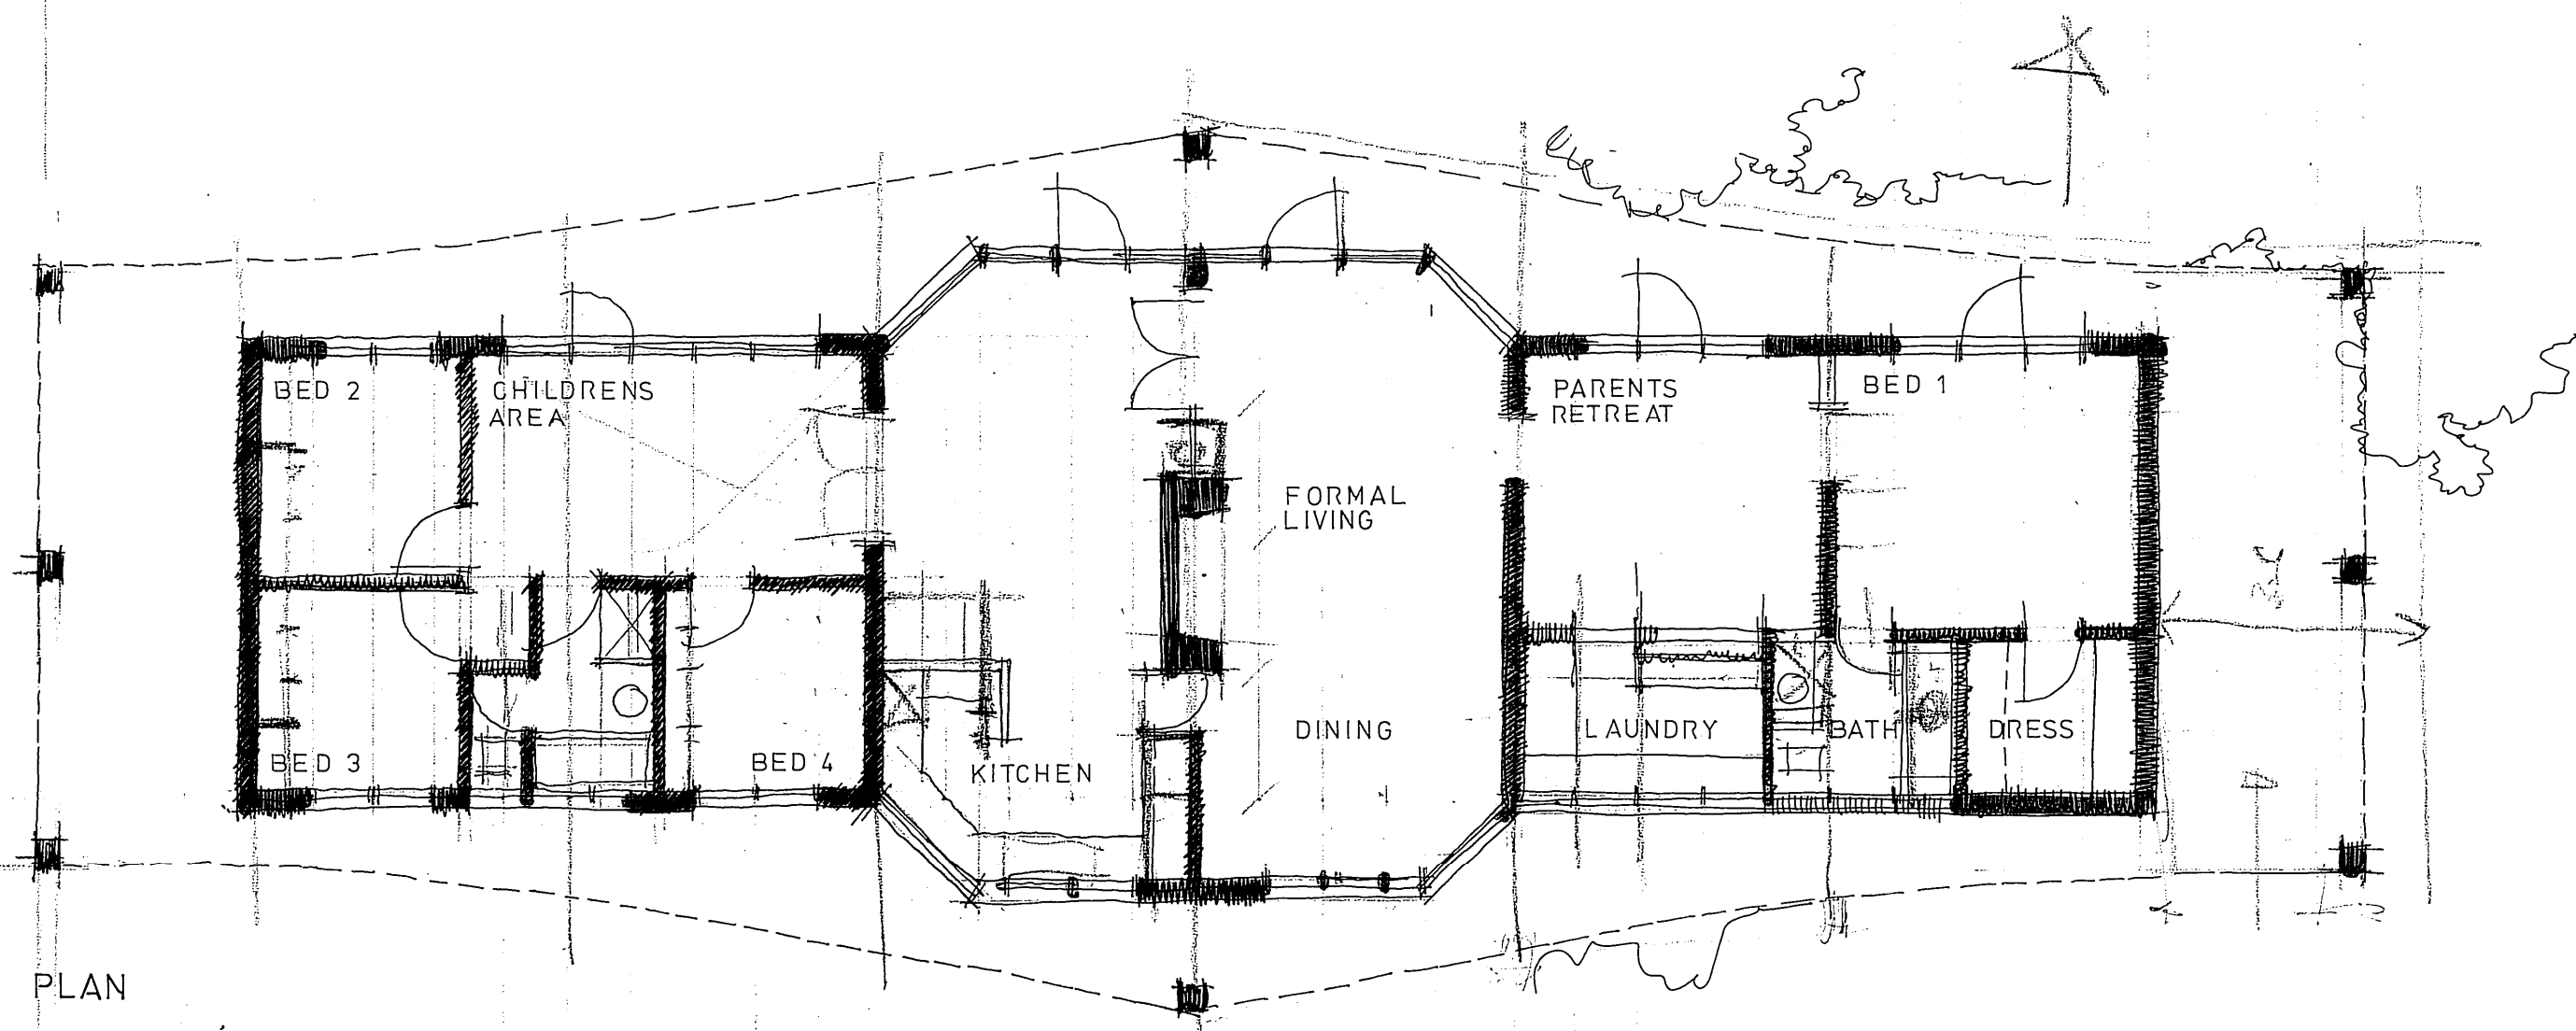 BED 2
CHILDRENS
AREA
PARENTS
RETREAT
BED 1
FORMAL
LIVING
BED 3
BED 4
KITCHEN
DINING
LAUNDRY
BATH
DRESS
PLAN